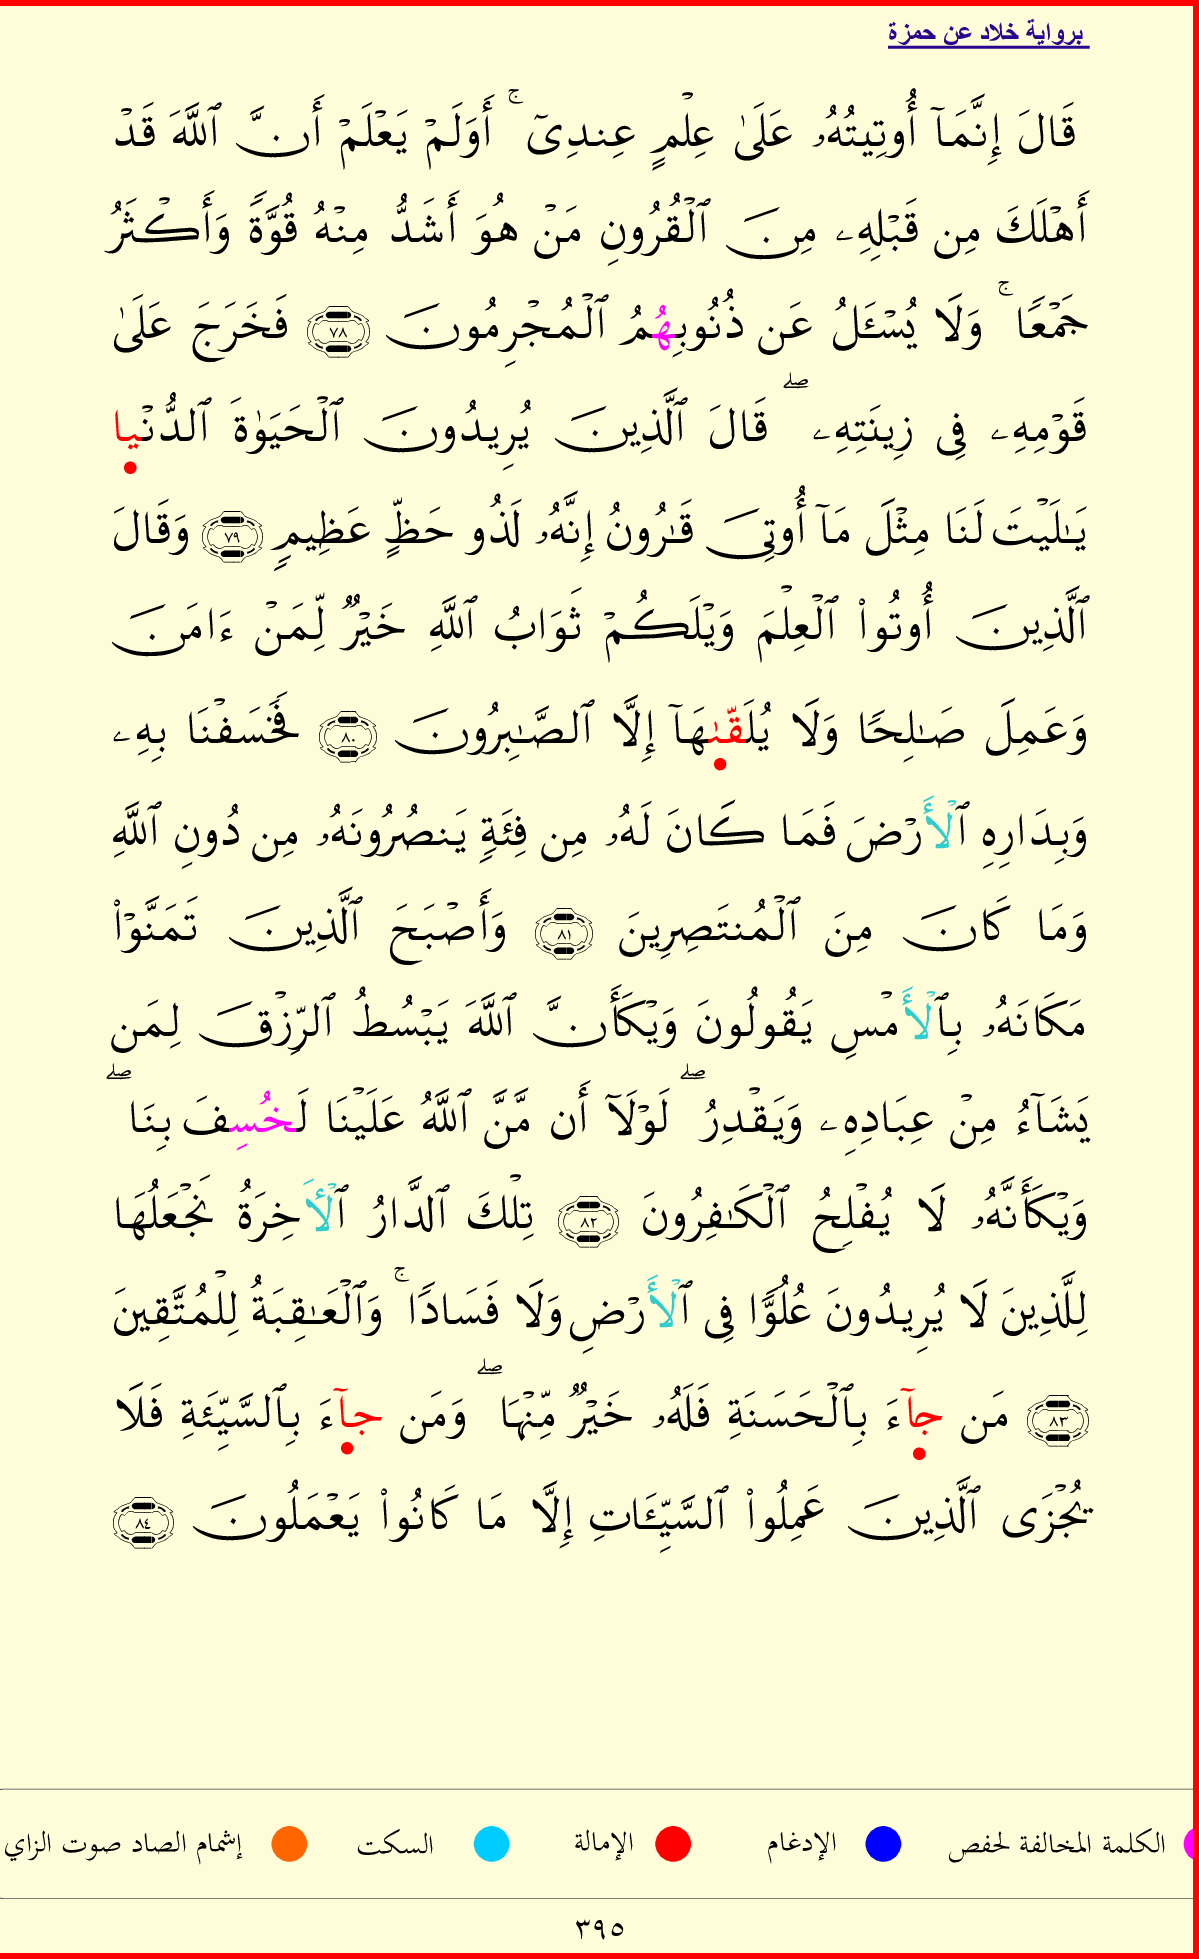 برواية خلاد عن حمزة
قَالَ إِنَّمَآ أُوتِيتُهُۥ عَلَىٰ عِلْمٍ عِندِىٓ ۚ أَوَلَمْ يَعْلَمْ أَنَّ ٱللَّهَ قَدْ
أَهْلَكَ مِن قَبْلِهِۦ مِنَ ٱلْقُرُونِ مَنْ هُوَ أَشَدُّ مِنْهُ قُوَّةً وَأَكْثَرُ
جَمْعًا ۚ وَلَا يُسْـَٔلُ عَن ذُنُوبِهُمُ ٱلْمُجْرِمُونَ ٧٨ فَخَرَجَ عَلَىٰ
قَوْمِهِۦ فِى زِينَتِهِۦ ۖ قَالَ ٱلَّذِينَ يُرِيدُونَ ٱلْحَيَوٰةَ ٱلدُّنْيا
يَـٰلَيْتَ لَنَا مِثْلَ مَآ أُوتِىَ قَـٰرُونُ إِنَّهُۥ لَذُو حَظٍّ عَظِيمٍ ٧٩ وَقَالَ
ٱلَّذِينَ أُوتُوا۟ ٱلْعِلْمَ وَيْلَكُمْ ثَوَابُ ٱللَّهِ خَيْرٌ لِّمَنْ ءَامَنَ
وَعَمِلَ صَـٰلِحًا وَلَا يُلَقّىٰهَآ إِلَّا ٱلصَّـٰبِرُونَ ٨٠ فَخَسَفْنَا بِهِۦ
وَبِدَارِهِ ٱلْأَرْضَ فَمَا كَانَ لَهُۥ مِن فِئَةٍ يَنصُرُونَهُۥ مِن دُونِ ٱللَّهِ
وَمَا كَانَ مِنَ ٱلْمُنتَصِرِينَ ٨١ وَأَصْبَحَ ٱلَّذِينَ تَمَنَّوْا۟
مَكَانَهُۥ بِٱلْأَمْسِ يَقُولُونَ وَيْكَأَنَّ ٱللَّهَ يَبْسُطُ ٱلرِّزْقَ لِمَن
يَشَآءُ مِنْ عِبَادِهِۦ وَيَقْدِرُ ۖ لَوْلَآ أَن مَّنَّ ٱللَّهُ عَلَيْنَا لَخُسِفَ بِنَا ۖ
وَيْكَأَنَّهُۥ لَا يُفْلِحُ ٱلْكَـٰفِرُونَ ٨٢ تِلْكَ ٱلدَّارُ ٱلْـَٔاخِرَةُ نَجْعَلُهَا
لِلَّذِينَ لَا يُرِيدُونَ عُلُوًّا فِى ٱلْأَرْضِ وَلَا فَسَادًا ۚ وَٱلْعَـٰقِبَةُ لِلْمُتَّقِينَ
٨٣ مَن جآءَ بِٱلْحَسَنَةِ فَلَهُۥ خَيْرٌ مِّنْهَا ۖ وَمَن جآءَ بِٱلسَّيِّئَةِ فَلَا
يُجْزَى ٱلَّذِينَ عَمِلُوا۟ ٱلسَّيِّـَٔاتِ إِلَّا مَا كَانُوا۟ يَعْمَلُونَ ٨٤
الكلمة المخالفة لحفص الإدغام الإمالة السكت إشمام الصاد صوت الزاي
٣٩٥